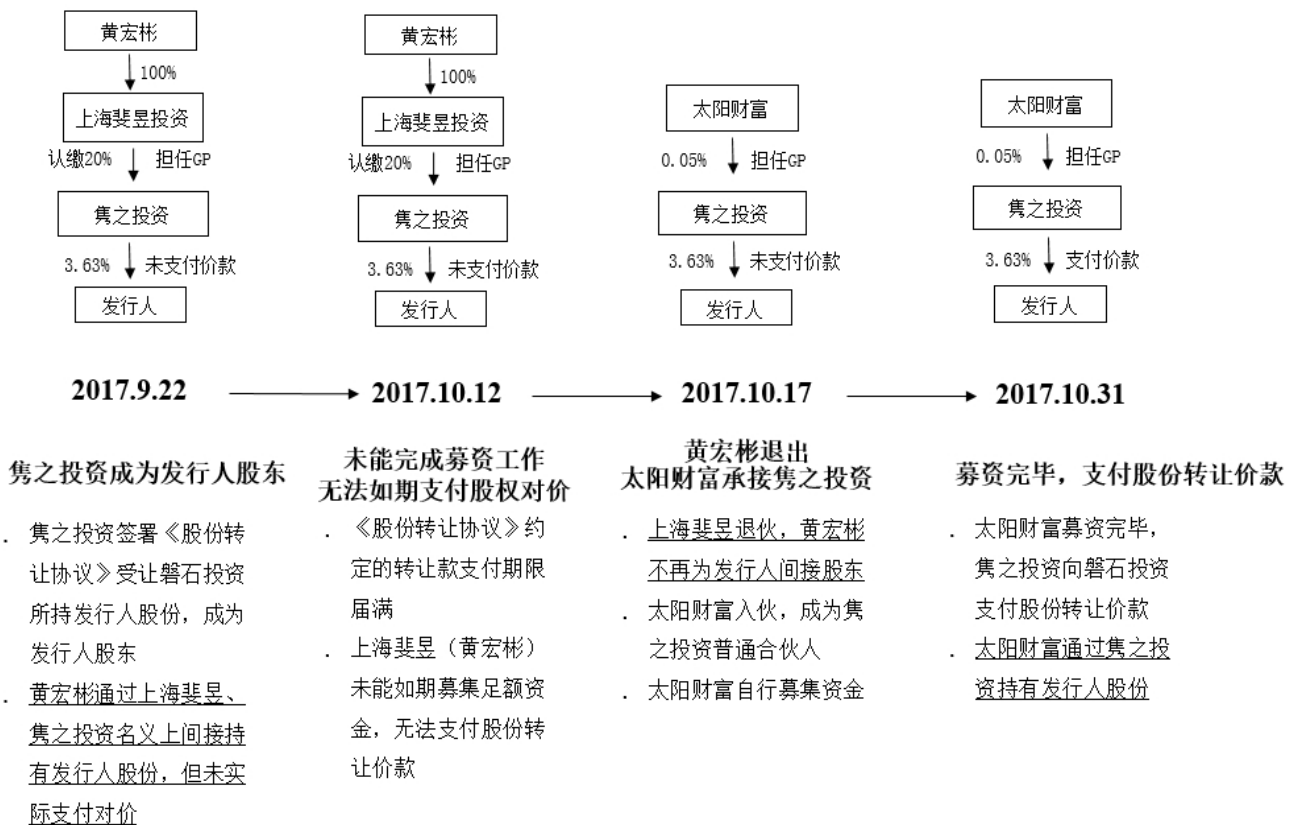 黄宏彬
100%
上海斐昱投资
认缴20% 担任GP
隽之投资
3.63% 未支付价款
发行人
黄宏彬
100%
上海斐昱投资
认缴20% 担任GP
隽之投资
3.63% 未支付价款
发行人
太阳财富
0.05% 担任GP
隽之投资
3.63% 未支付价款
发行人
太阳财富
0.05% 担任GP
隽之投资
3.63% 支付价款
发行人
2017.9.22
2017.10.12
2017.10.17
2017.10.31
隽之投资成为发行人股东
. 隽之投资签署《股份转
让协议》受让磐石投资
所持发行人股份，成为
发行人股东
. 黄宏彬通过上海斐昱、
隽之投资名义上间接持
有发行人股份，但未实
际支付对价
未能完成募资工作
无法如期支付股权对价
. 《股份转让协议》约
定的转让款支付期限
届满
. 上海斐昱（黄宏彬）
未能如期募集足额资
金，无法支付股份转
让价款
黄宏彬退出
太阳财富承接隽之投资
. 上海斐昱退伙，黄宏彬
不再为发行人间接股东
. 太阳财富入伙，成为隽
之投资普通合伙人
. 太阳财富自行募集资金
募资完毕，支付股份转让价款
. 太阳财富募资完毕，
隽之投资向磐石投资
支付股份转让价款
. 太阳财富通过隽之投
资持有发行人股份